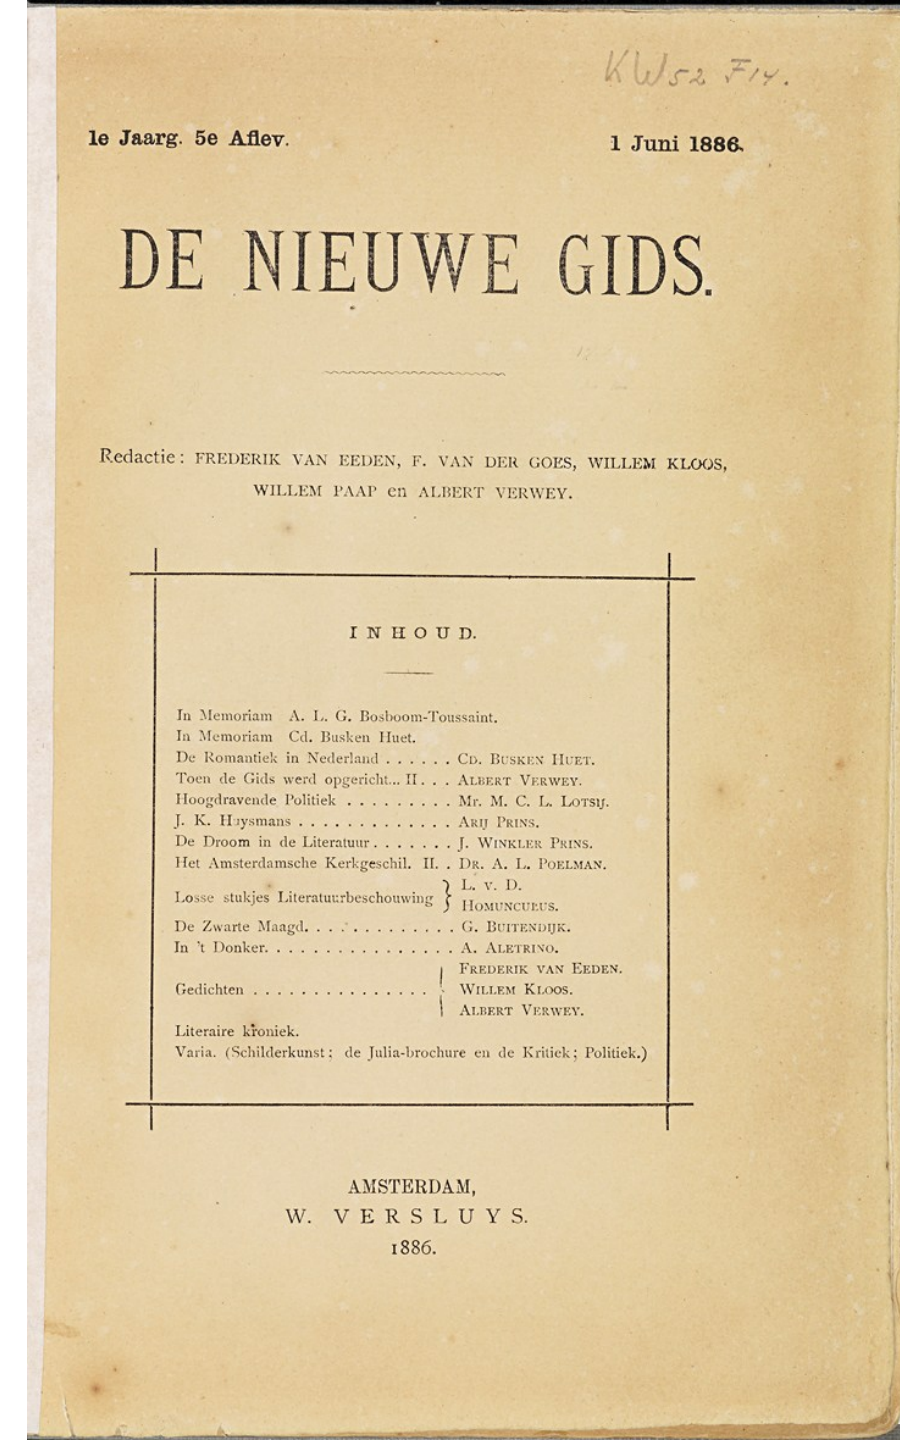 KW 52 F 14.
1e Jaarg. 5e Aflev.
1 Juni 1886.
DE NIEUWE GIDS.
Redactie: FREDERIK VAN EEDEN, F. VAN DER GOES, WILLEM KLOOS,
WILLEM PAAP en ALBERT VERWEY.
INHOUD.
In Memoriam A. L. G. Bosboom-Toussaint.
In Memoriam Cd. Busken Huet.
De Romantiek in Nederland . . . . . . CD. BUSKEN HUET.
Toen de Gids werd opgericht... II. . . ALBERT VERWEY.
Hoogdravende Politiek . . . . . . . . . Mr. M. C. L. LOTSIJ.
J. K. Huysmans . . . . . . . . . . . . . ARIJ PRINS.
De Droom in de Literatuur . . . . . . . J. WINKLER PRINS.
Het Amsterdamsche Kerkgeschil. II. . DR. A. L. POELMAN.
Losse stukjes Literatuurbeschouwing } L. v. D.
HOMUNCULUS.
De Zwarte Maagd. . . . . . . . . . . . . G. BUITENDIJK.
In 't Donker. . . . . . . . . . . . . . . . A. ALETRINO.
FREDERIK VAN EEDEN.
Gedichten . . . . . . . . . . . . . . . WILLEM KLOOS.
ALBERT VERWEY.
Literaire kroniek.
Varia. (Schilderkunst; de Julia-brochure en de Kritiek; Politiek.)
AMSTERDAM,
W. VERSLUYS.
1886.